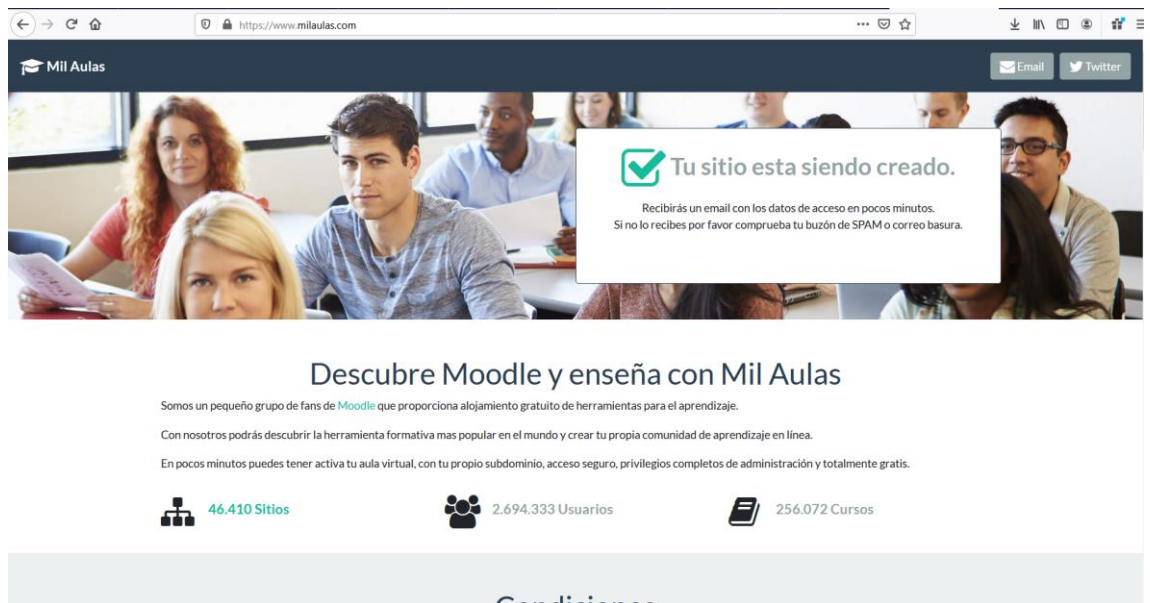 https://www.milaulas.com
Mil Aulas
Email
Twitter
Tu sitio esta siendo creado.
Recibirás un email con los datos de acceso en pocos minutos.
Si no lo recibes por favor comprueba tu buzón de SPAM o correo basura.
Descubre Moodle y enseña con Mil Aulas
Somos un pequeño grupo de fans de Moodle que proporciona alojamiento gratuito de herramientas para el aprendizaje.
Con nosotros podrás descubrir la herramienta formativa mas popular en el mundo y crear tu propia comunidad de aprendizaje en línea.
En pocos minutos puedes tener activa tu aula virtual, con tu propio subdominio, acceso seguro, privilegios completos de administración y totalmente gratis.
46.410 Sitios
2.694.333 Usuarios
256.072 Cursos
Condiciones